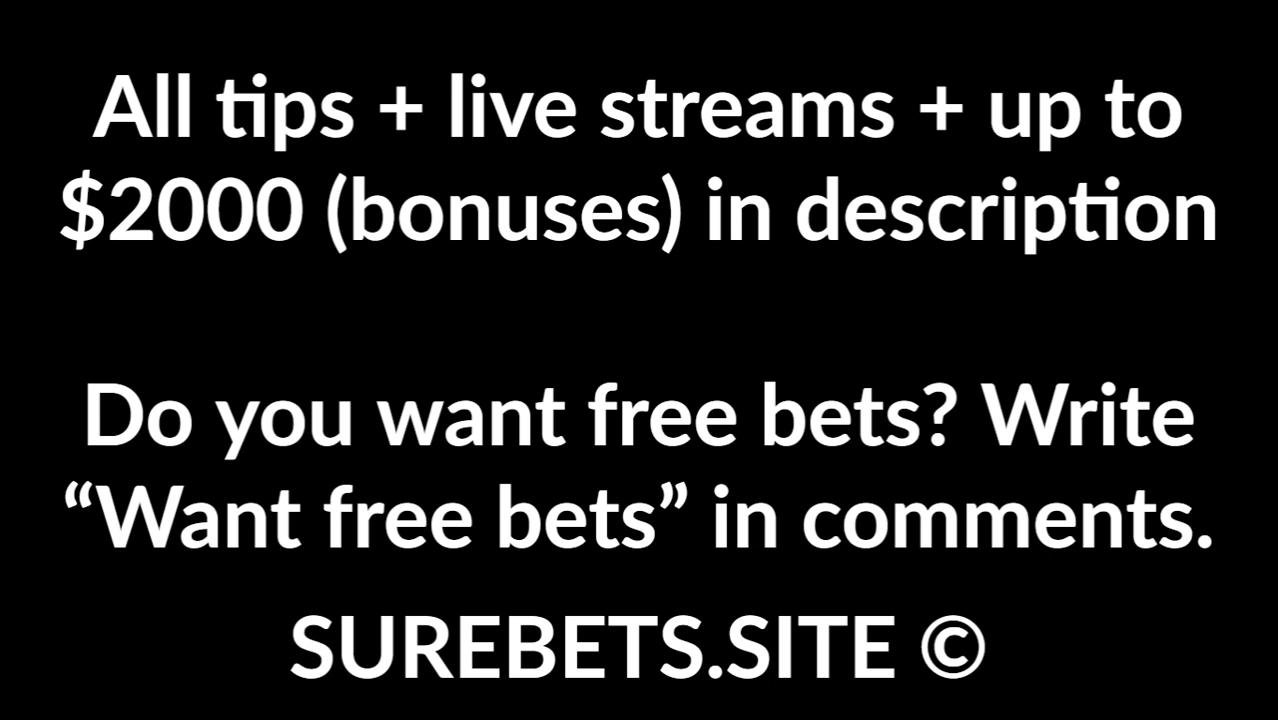 All tips + live streams + up to
$2000 (bonuses) in description
Do you want free bets? Write
“Want free bets” in comments.
SUREBETS.SITE ©